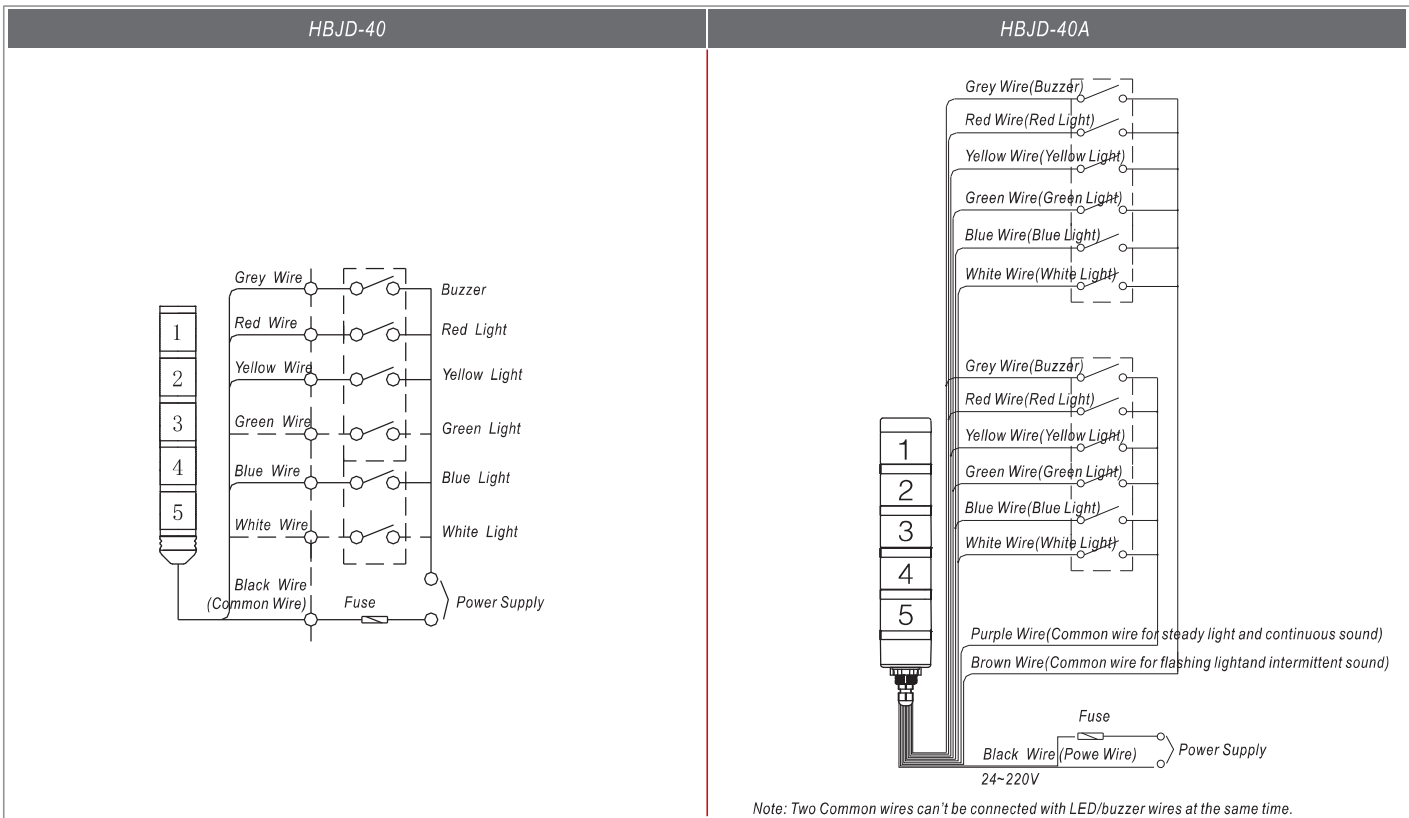 HBJD-40
Grey Wire
Buzzer
Red Wire
Red Light
Yellow Wire
Yellow Light
Green Wire
Green Light
Blue Wire
Blue Light
White Wire
White Light
Black Wire
(Common Wire)
Fuse
Power Supply
1
2
3
4
5
HBJD-40A
Grey Wire(Buzzer)
Red Wire(Red Light)
Yellow Wire(Yellow Light)
Green Wire(Green Light)
Blue Wire(Blue Light)
White Wire(White Light)
Grey Wire(Buzzer)
Red Wire(Red Light)
Yellow Wire(Yellow Light)
Green Wire(Green Light)
Blue Wire(Blue Light)
White Wire(White Light)
1
2
3
4
5
Purple Wire(Common wire for steady light and continuous sound)
Brown Wire(Common wire for flashing lightand intermittent sound)
Fuse
Black Wire (Powe Wire)
Power Supply
24~220V
Note: Two Common wires can't be connected with LED/buzzer wires at the same time.